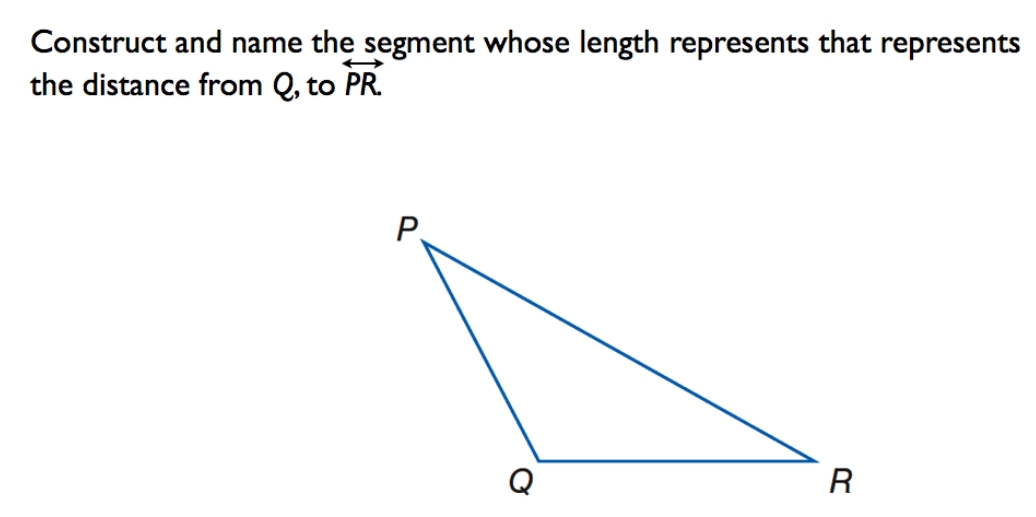 Construct and name the segment whose length represents that represents
the distance from Q, to PR.
P
Q
R